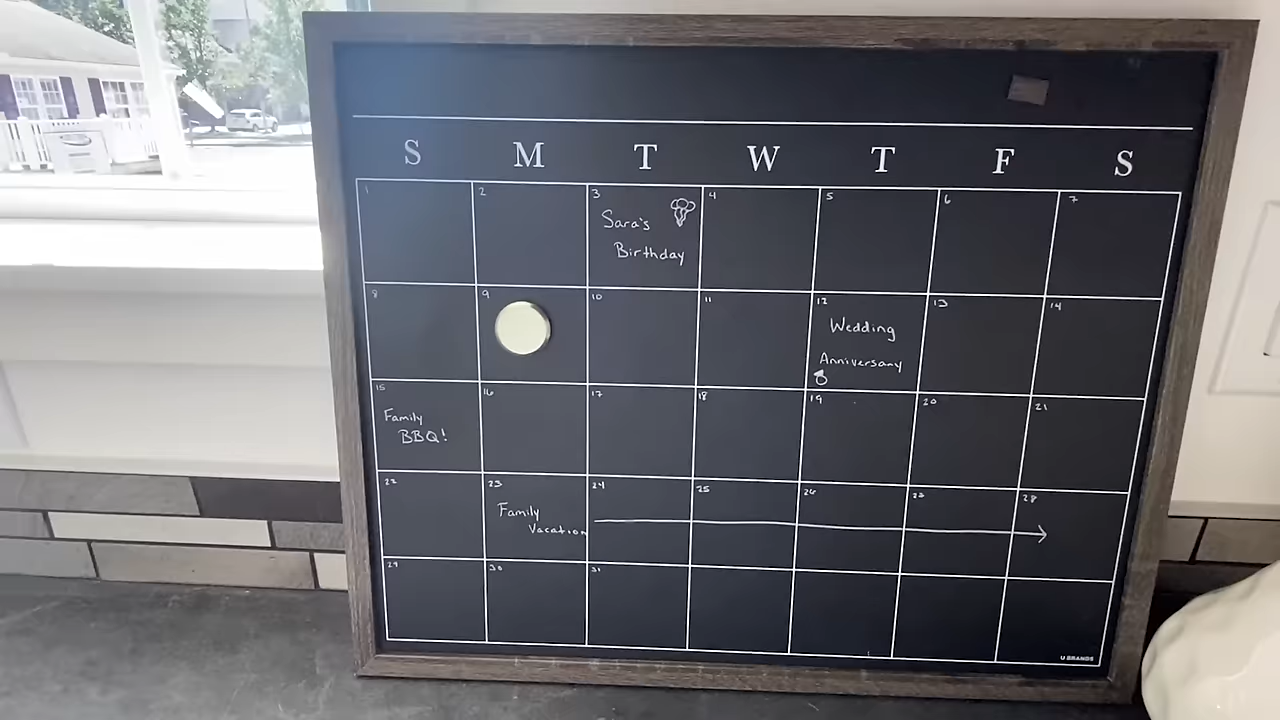 S M T W T F S
1 2 3 4 5 6 7
Sara's
Birthday
8 9 10 11 12 13 14
Wedding
Anniversary
15 16 17 18 19 20 21
Family
BBQ!
22 23 24 25 26 28
Family
Vacation
29 30 31
U BRANDS